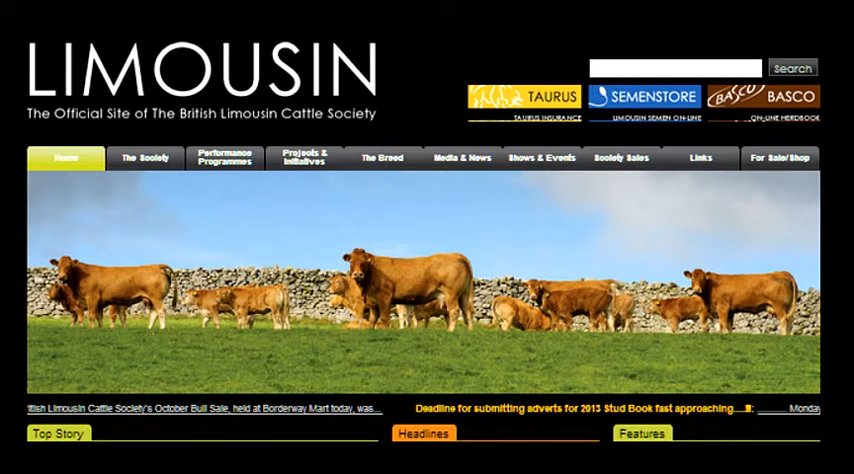 LIMOUSIN
The Official Site of The British Limousin Cattle Society
Search
TAURUS
TAURUS INSURANCE
SEMENSTORE
LIMOUSIN SEMEN ON-LINE
BASCO BASCO
ON-LINE HERDBOOK
Home
The Society
Performance
Programmes
Projects &
Initiatives
The Breed
Media & News
Shows & Events
Society Sales
Links
For Sale/Shop
itish Limousin Cattle Society's October Bull Sale, held at Borderway Mart today, was...
Deadline for submitting adverts for 2013 Stud Book fast approaching....!!:
Monday
Top Story
Headlines
Features